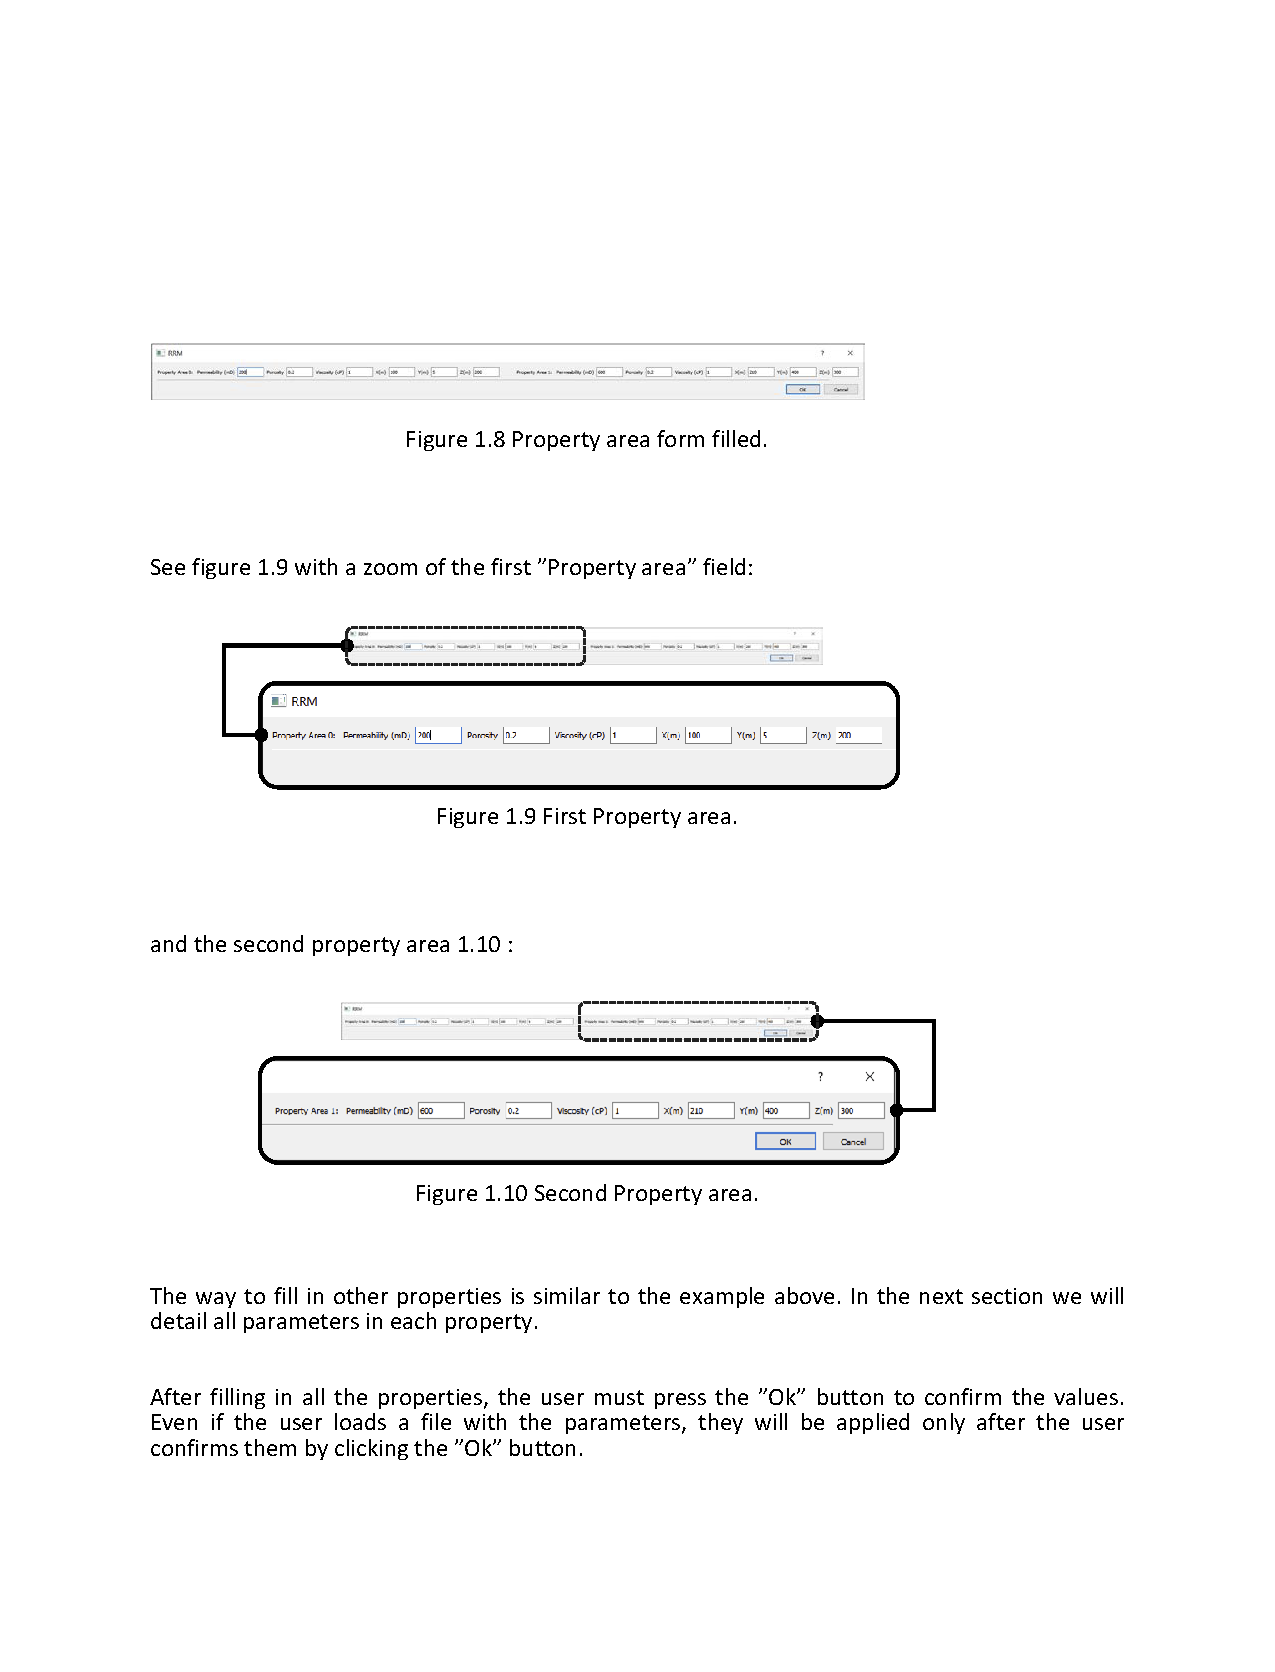 RRM ? ×
Property Area 0: Permeability (mD) 200 Porosity 0.2 Viscosity (cP) 1 X(m) 100 Y(m) 5 Z(m) 200 Property Area 1: Permeability (mD) 600 Porosity 0.2 Viscosity (cP) 1 X(m) 210 Y(m) 400 Z(m) 300
OK Cancel
Figure 1.8 Property area form filled.
See figure 1.9 with a zoom of the first ”Property area” field:
RRM
Property Area 0: Permeability (mD) 200 Porosity 0.2 Viscosity (cP) 1 X(m) 100 Y(m) 5 Z(m) 200
Figure 1.9 First Property area.
and the second property area 1.10 :
? ×
Property Area 1: Permeability (mD) 600 Porosity 0.2 Viscosity (cP) 1 X(m) 210 Y(m) 400 Z(m) 300
OK Cancel
Figure 1.10 Second Property area.
The way to fill in other properties is similar to the example above. In the next section we will
detail all parameters in each property.
After filling in all the properties, the user must press the ”Ok” button to confirm the values.
Even if the user loads a file with the parameters, they will be applied only after the user
confirms them by clicking the ”Ok” button.